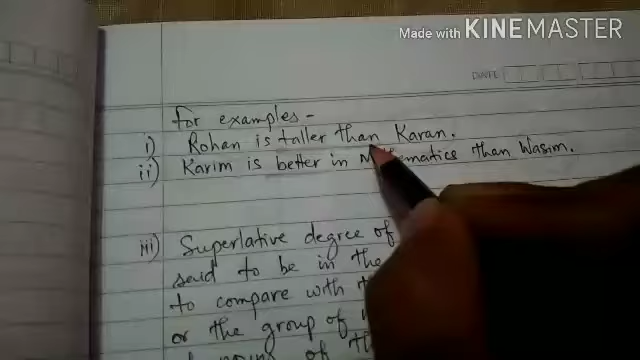 Made with KINEMASTER
DATE
for examples -
i) Rohan is taller than Karan.
ii) Karim is better in Mathematics than Wasim.
iii) Superlative degree of
said to be in the
to compare with
or the group of
of